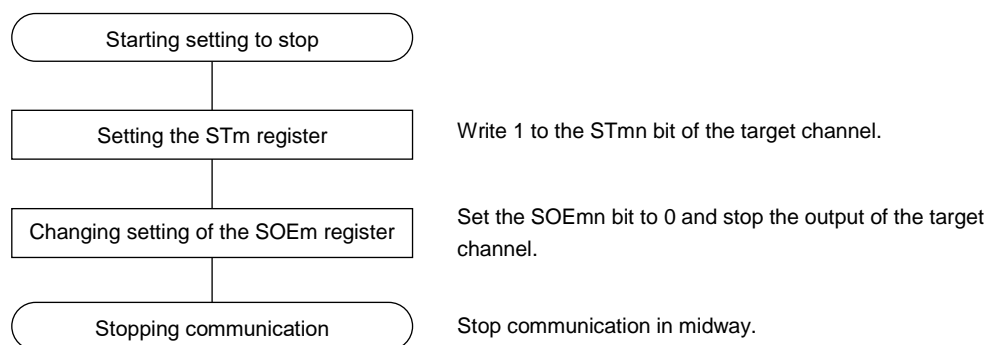 Starting setting to stop
Setting the STm register
Write 1 to the STmn bit of the target channel.
Changing setting of the SOEm register
Set the SOEmn bit to 0 and stop the output of the target
channel.
Stopping communication
Stop communication in midway.